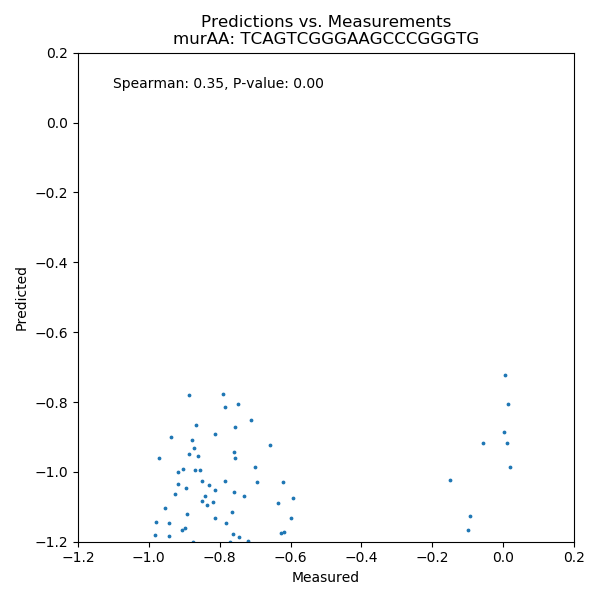 Predictions vs. Measurements
murAA: TCAGTCGGGAAGCCCGGGTG
Spearman: 0.35, P-value: 0.00
0.2
0.0
−0.2
−0.4
−0.6
−0.8
−1.0
−1.2
Predicted
−1.2 −1.0 −0.8 −0.6 −0.4 −0.2 0.0 0.2
Measured